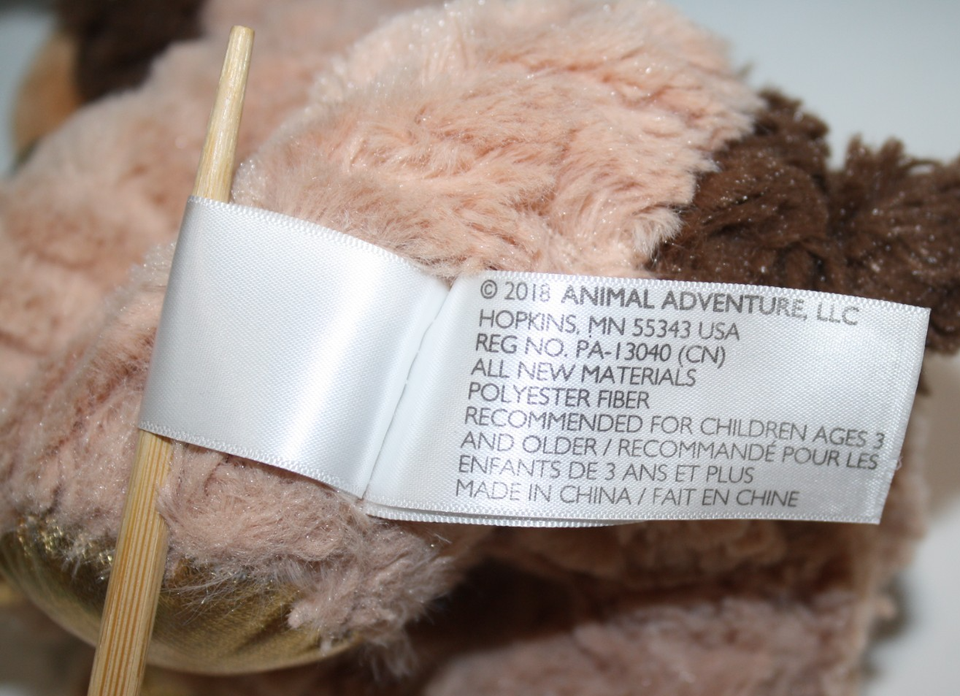 © 2018 ANIMAL ADVENTURE, LLC
HOPKINS, MN 55343 USA
REG NO. PA-13040 (CN)
ALL NEW MATERIALS
POLYESTER FIBER
RECOMMENDED FOR CHILDREN AGES 3
AND OLDER / RECOMMANDÉ POUR LES
ENFANTS DE 3 ANS ET PLUS
MADE IN CHINA / FAIT EN CHINE